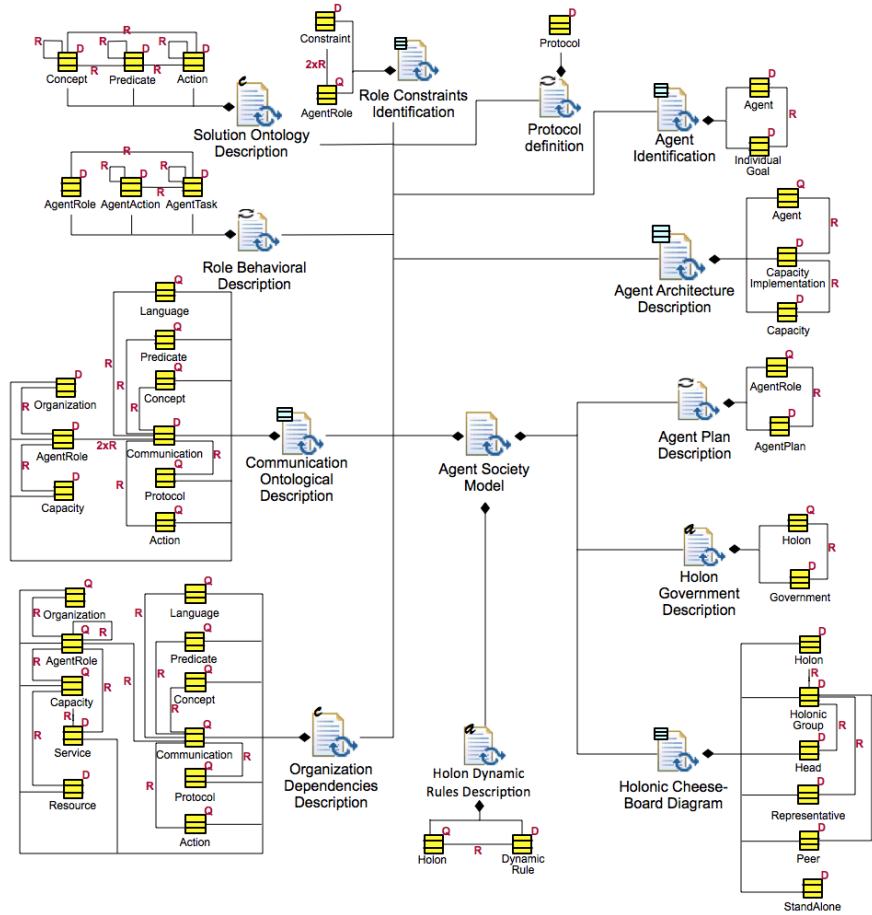 R
D
R
D
R
D
R
D
Concept
R
Predicate
R
Action
c
Solution Ontology
Description
D
Constraint
2xR
Q
AgentRole
Role Constraints
Identification
D
Protocol
Protocol
definition
Agent
Identification
D
Agent
R
D
Individual
Goal
R
D
R
D
R
D
AgentRole
AgentAction
R
AgentTask
Role Behavioral
Description
Agent Architecture
Description
Q
Agent
R
D
Capacity
Implementation
R
D
Capacity
Q
Language
Q
Predicate
R
R
R
Q
Concept
D
Organization
R
D
AgentRole
2xR
D
Communication
R
R
D
Capacity
Q
Protocol
R
Q
Action
Communication
Ontological
Description
Agent Society
Model
Agent Plan
Description
Q
AgentRole
R
D
AgentPlan
a
Holon
Government
Description
Q
Holon
R
D
Government
Q
Organization
R
R
Q
AgentRole
R
Q
Capacity
R
R
D
Service
D
Resource
Q
Language
R
Q
Predicate
R
R
Q
Concept
R
Q
Communication
R
Q
Protocol
R
Q
Action
c
Organization
Dependencies
Description
a
Holon Dynamic
Rules Description
Q
Holon
R
D
Dynamic
Rule
Holonic Cheese-
Board Diagram
D
Holon
R
D
Holonic
Group
R
R
R
D
Head
D
Representative
D
Peer
D
StandAlone